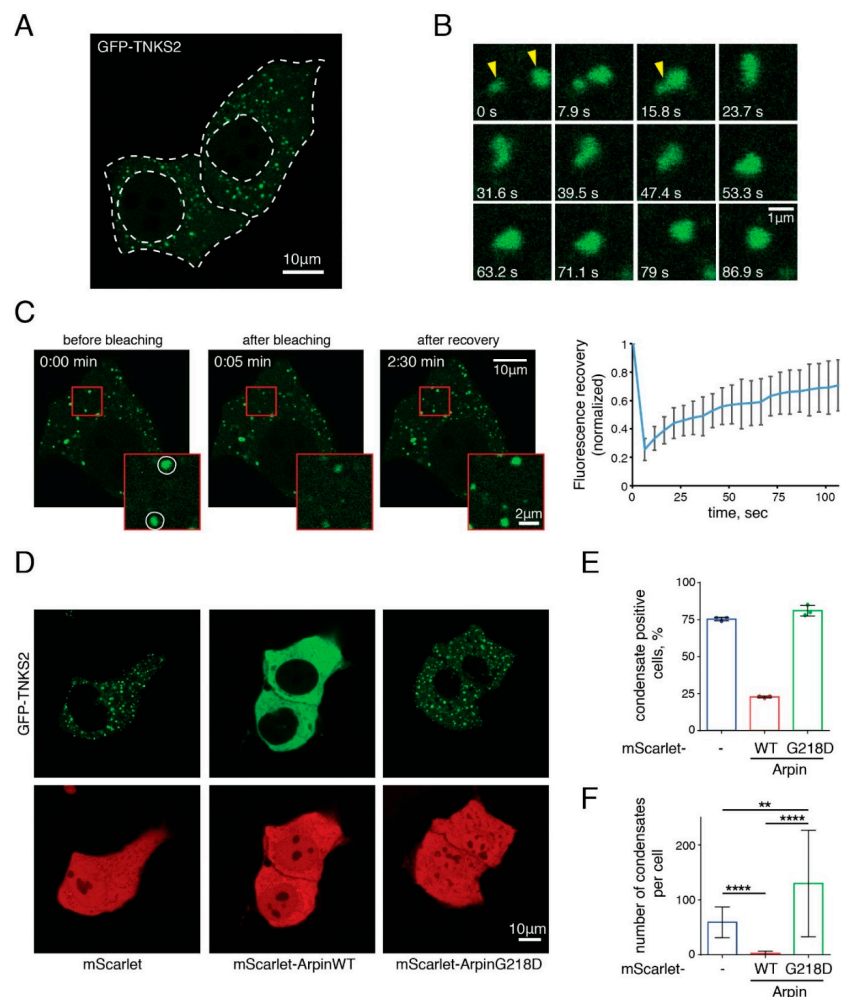 A
GFP-TNKS2
10μm
B
0 s
7.9 s
15.8 s
23.7 s
31.6 s
39.5 s
47.4 s
53.3 s
1μm
63.2 s
71.1 s
79 s
86.9 s
C
before bleaching
after bleaching
after recovery
0:00 min
0:05 min
2:30 min
10μm
2μm
Fluorescence recovery
(normalized)
1
0.8
0.6
0.4
0.2
0
0
25
50
75
100
time, sec
D
GFP-TNKS2
10μm
mScarlet
mScarlet-ArpinWT
mScarlet-ArpinG218D
E
condensate positive
cells, %
100
75
50
25
0
mScarlet-
-
WT
G218D
Arpin
F
number of condensates
per cell
200
100
0
**
****
****
mScarlet-
-
WT
G218D
Arpin